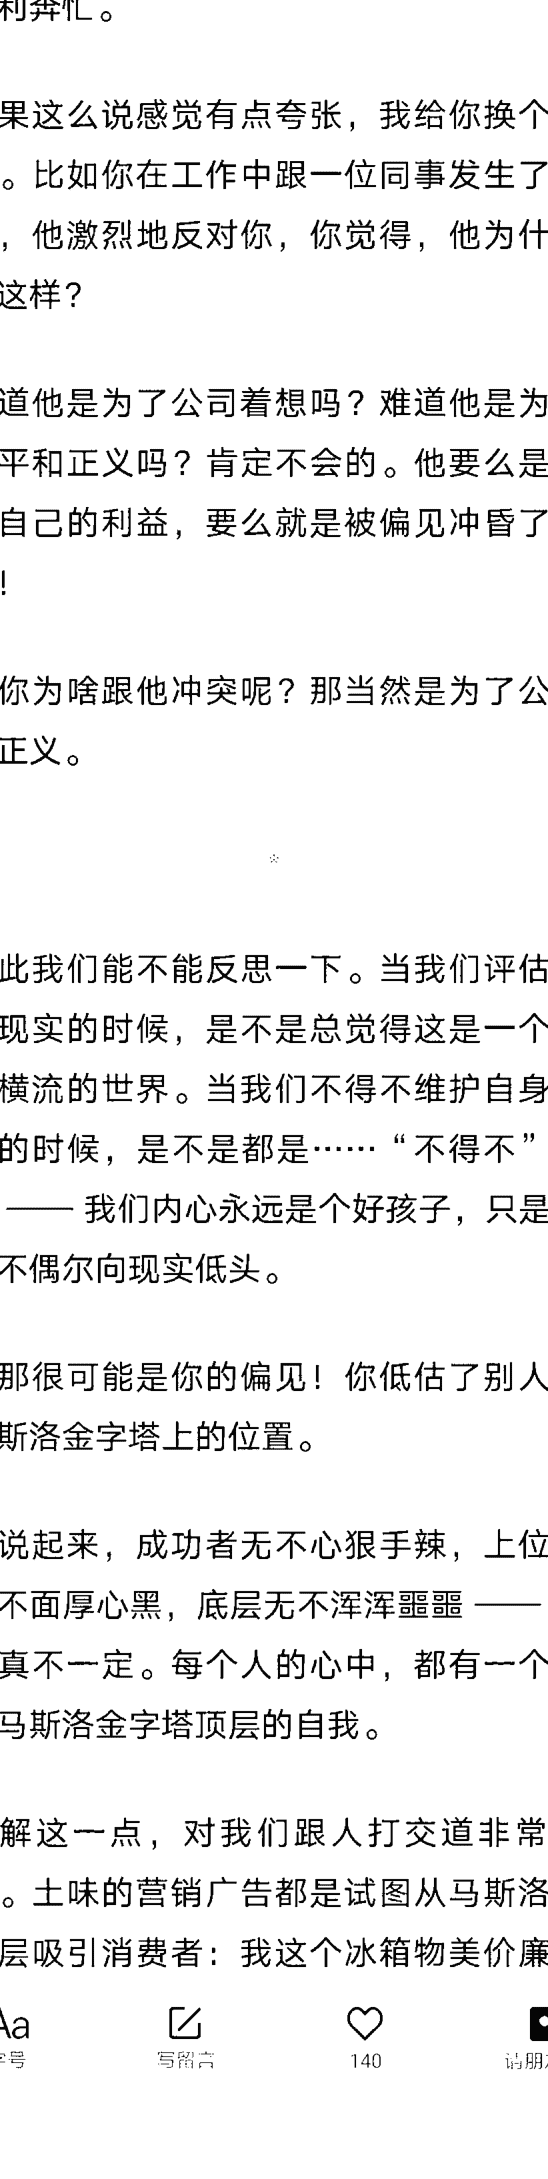 利奔忙。
果这么说感觉有点夸张，我给你换个
。比如你在工作中跟一位同事发生了
，他激烈地反对你，你觉得，他为什
这样？
道他是为了公司着想吗？难道他是为
平和正义吗？肯定不会的。他要么是
自己的利益，要么就是被偏见冲昏了
！
你为啥跟他冲突呢？那当然是为了公
正义。
※
此我们能不能反思一下。当我们评估
现实的时候，是不是总觉得这是一个
横流的世界。当我们不得不维护自身
的时候，是不是都是……“不得不”
—— 我们内心永远是个好孩子，只是
不偶尔向现实低头。
那很可能是你的偏见！你低估了别人
斯洛金字塔上的位置。
说起来，成功者无不心狠手辣，上位
不面厚心黑，底层无不浑浑噩噩 ——
真不一定。每个人的心中，都有一个
马斯洛金字塔顶层的自我。
解这一点，对我们跟人打交道非常
。土味的营销广告都是试图从马斯洛
层吸引消费者：我这个冰箱物美价廉
Aa
字号
写留言
140
请朋友